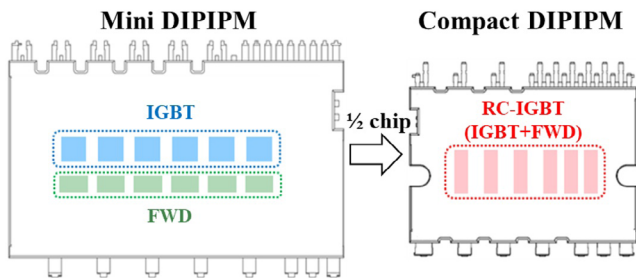 Mini DIPIPM
Compact DIPIPM
IGBT
FWD
½ chip
RC-IGBT
(IGBT+FWD)